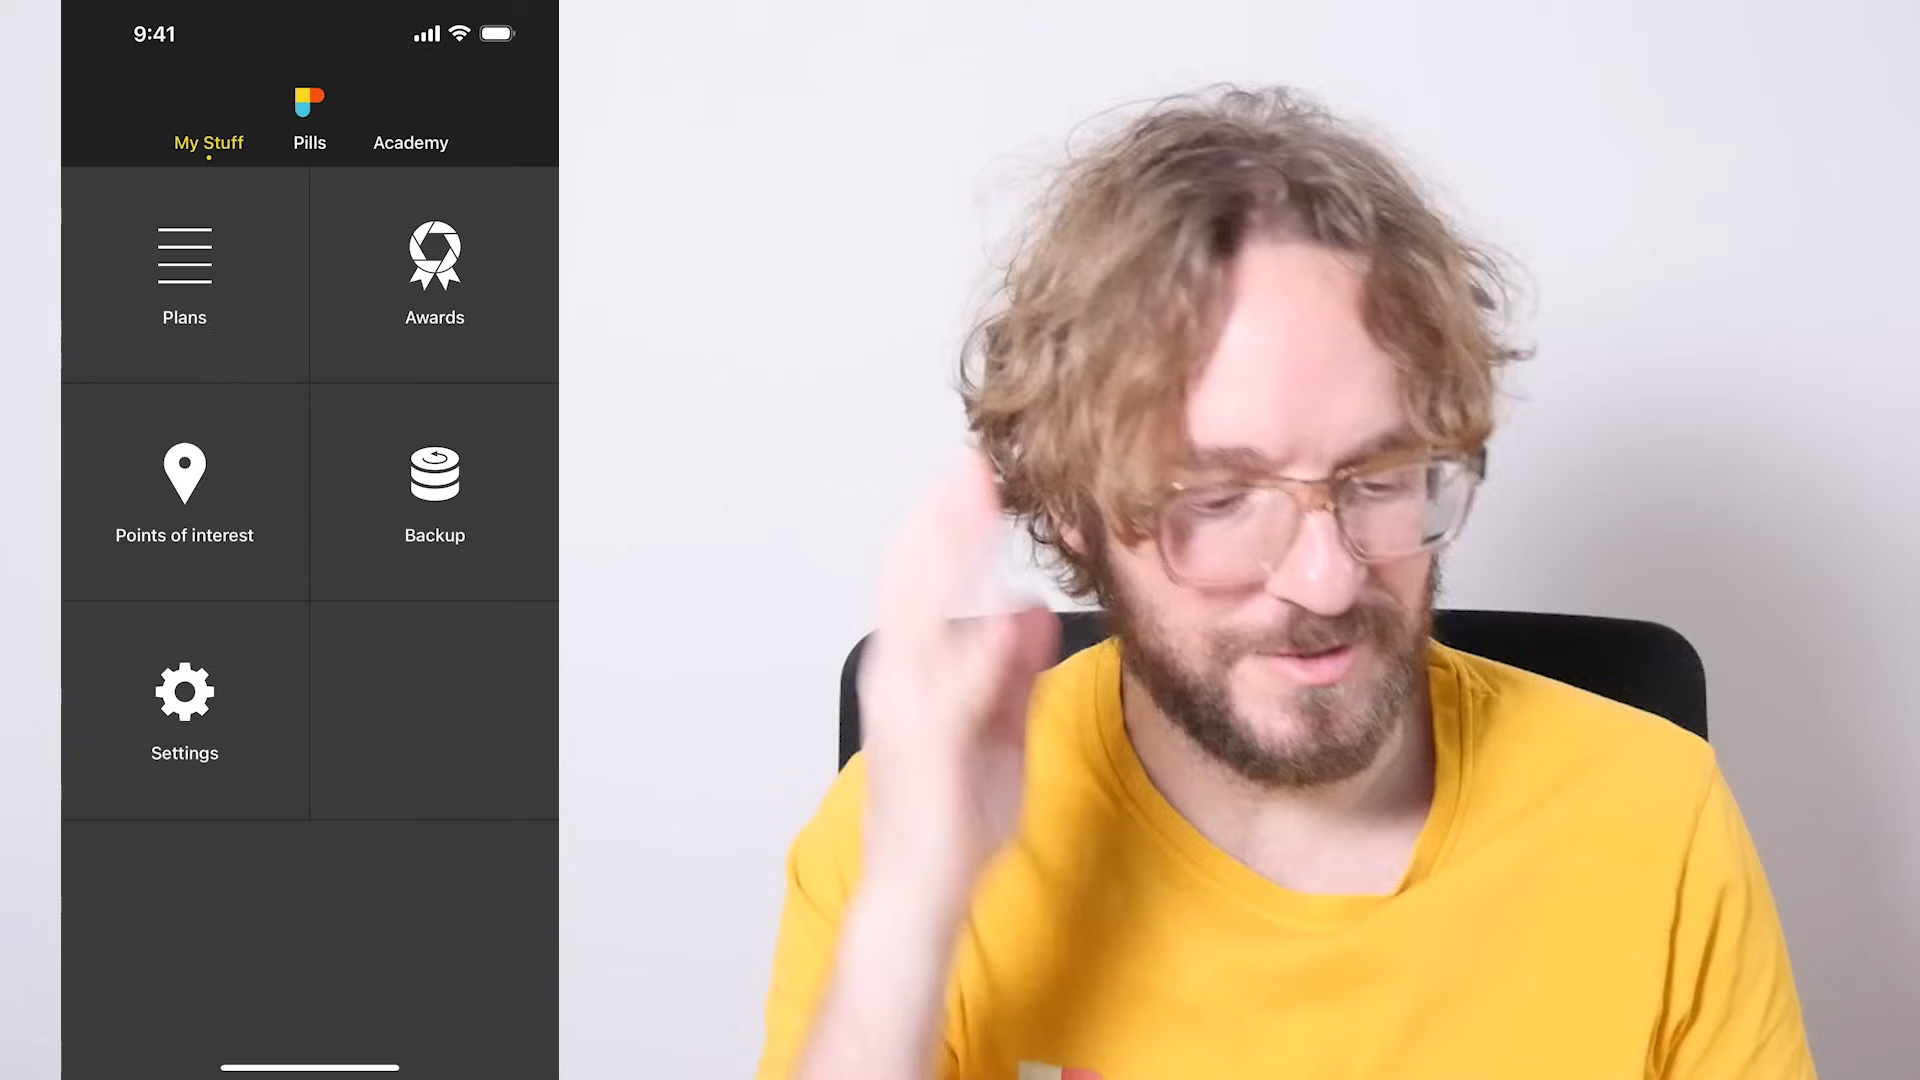 9:41
My Stuff Pills Academy
Plans Awards
Points of interest Backup
Settings